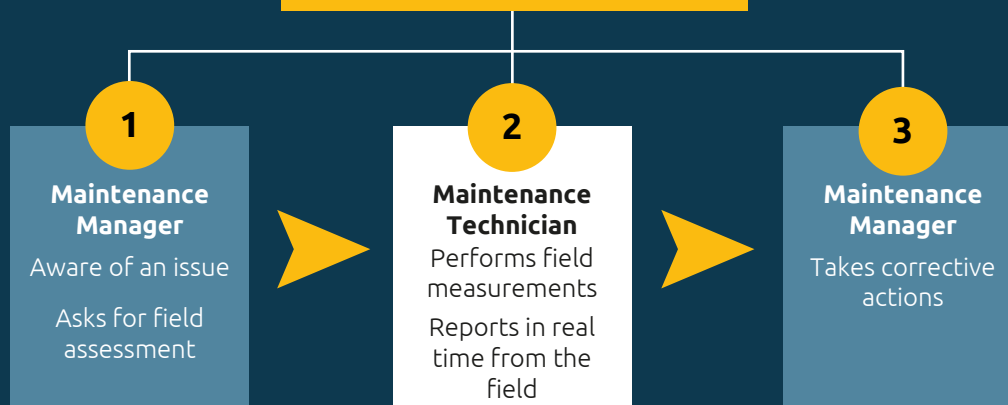 1
Maintenance
Manager
Aware of an issue
Asks for field
assessment
2
Maintenance
Technician
Performs field
measurements
Reports in real
time from the
field
3
Maintenance
Manager
Takes corrective
actions